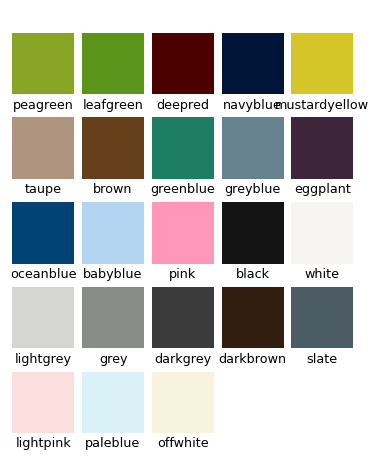 peagreen leafgreen deepred navyblue mustardyellow
taupe brown greenblue greyblue eggplant
oceanblue babyblue pink black white
lightgrey grey darkgrey darkbrown slate
lightpink paleblue offwhite